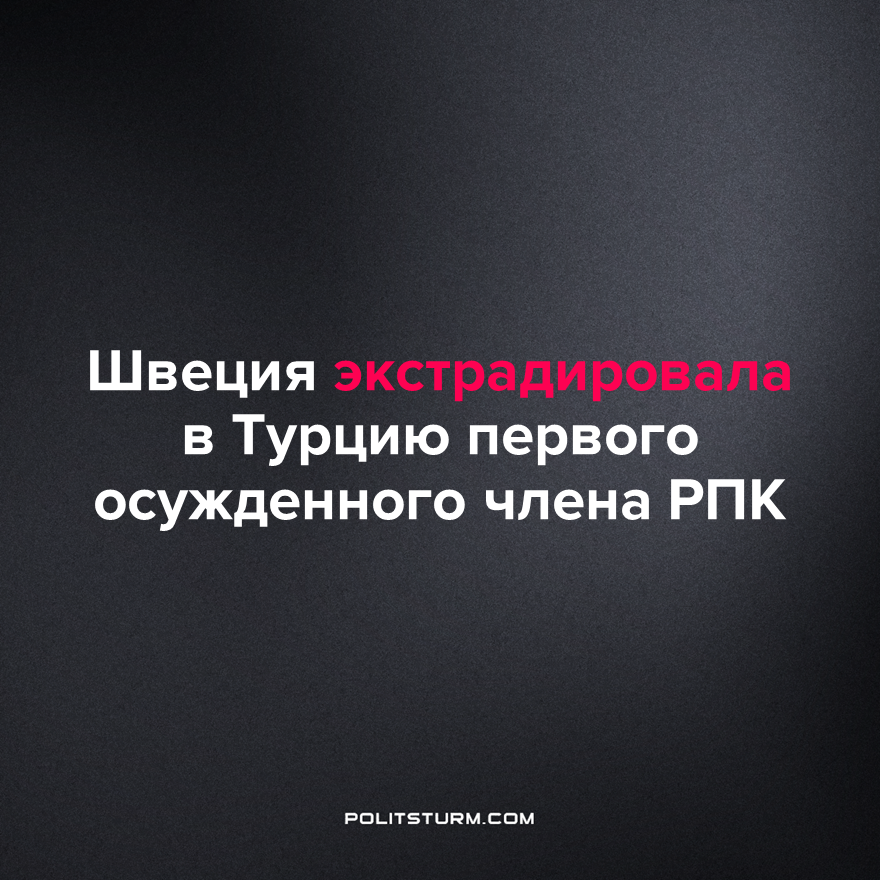 Швеция экстрадировала
в Турцию первого
осужденного члена РПК
POLITSTURM.COM